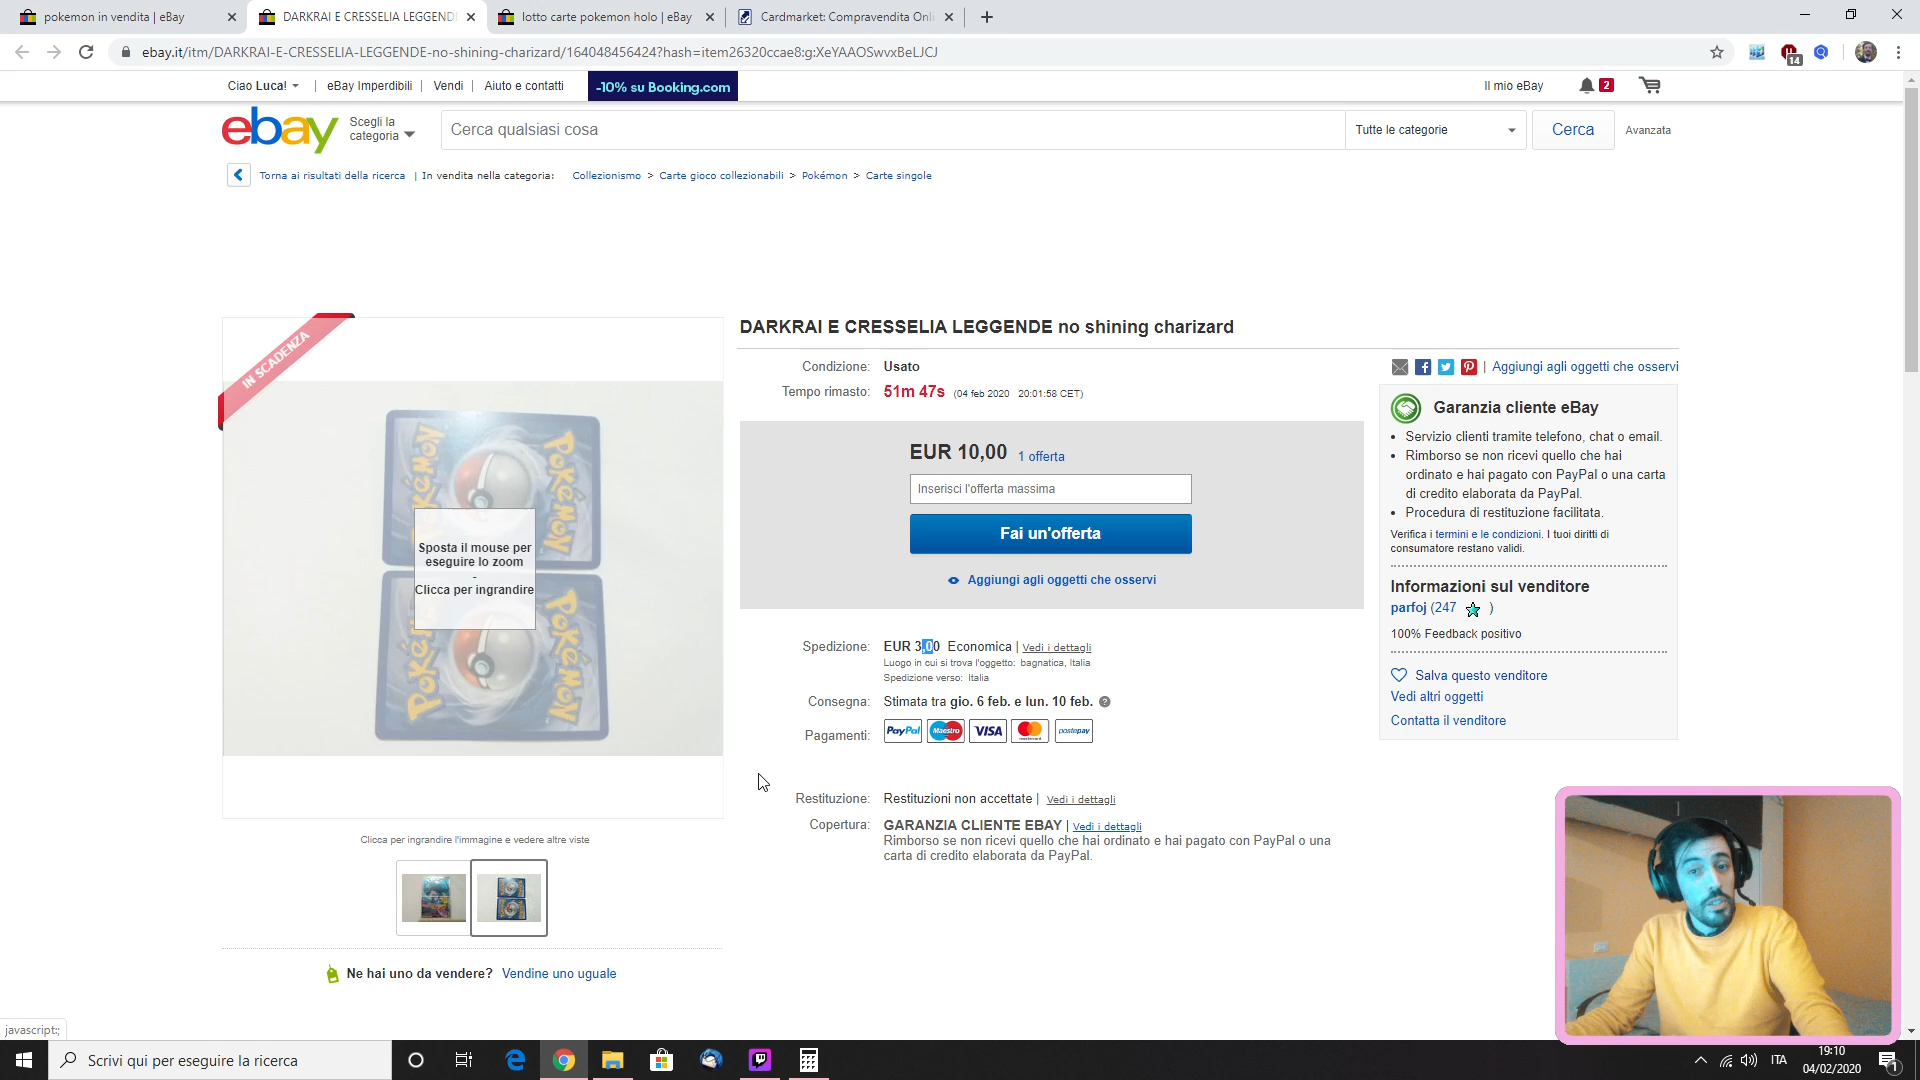 pokemon in vendita | eBay
DARKRAI E CRESSELIA LEGGENDE
lotto carte pokemon holo | eBay
Cardmarket: Compravendita Onli
ebay.it/itm/DARKRAI-E-CRESSELIA-LEGGENDE-no-shining-charizard/164048456424?hash=item26320ccae8:g:XeYAAOSwvxBeLJCJ
14
Ciao Luca! | eBay Imperdibili | Vendi | Aiuto e contatti
-10% su Booking.com
Il mio eBay
2
ebay
Scegli la
categoria
Cerca qualsiasi cosa
Tutte le categorie
Cerca
Avanzata
Torna ai risultati della ricerca | In vendita nella categoria: Collezionismo > Carte gioco collezionabili > Pokémon > Carte singole
IN SCADENZA
DARKRAI E CRESSELIA LEGGENDE no shining charizard
Condizione: Usato
Tempo rimasto: 51m 47s (04 feb 2020 20:01:58 CET)
EUR 10,00 1 offerta
Inserisci l'offerta massima
Fai un'offerta
Aggiungi agli oggetti che osservi
Spedizione: EUR 3,00 Economica | Vedi i dettagli
Luogo in cui si trova l'oggetto: bagnatica, Italia
Spedizione verso: Italia
Consegna: Stimata tra gio. 6 feb. e lun. 10 feb.
Pagamenti: PayPal Maestro VISA mastercard postepay
Restituzione: Restituzioni non accettate | Vedi i dettagli
Copertura: GARANZIA CLIENTE EBAY | Vedi i dettagli
Rimborso se non ricevi quello che hai ordinato e hai pagato con PayPal o una
carta di credito elaborata da PayPal.
POKéMON
POKéMON
POKéMON
POKéMON
Sposta il mouse per
eseguire lo zoom
-
Clicca per ingrandire
Clicca per ingrandire l'immagine e vedere altre viste
Ne hai uno da vendere? Vendine uno uguale
| Aggiungi agli oggetti che osservi
Garanzia cliente eBay
• Servizio clienti tramite telefono, chat o email.
• Rimborso se non ricevi quello che hai
ordinato e hai pagato con PayPal o una carta
di credito elaborata da PayPal.
• Procedura di restituzione facilitata.
Verifica i termini e le condizioni. I tuoi diritti di
consumatore restano validi.
Informazioni sul venditore
parfoj (247 )
100% Feedback positivo
Salva questo venditore
Vedi altri oggetti
Contatta il venditore
javascript:;
Scrivi qui per eseguire la ricerca
ITA
19:10
04/02/2020
1